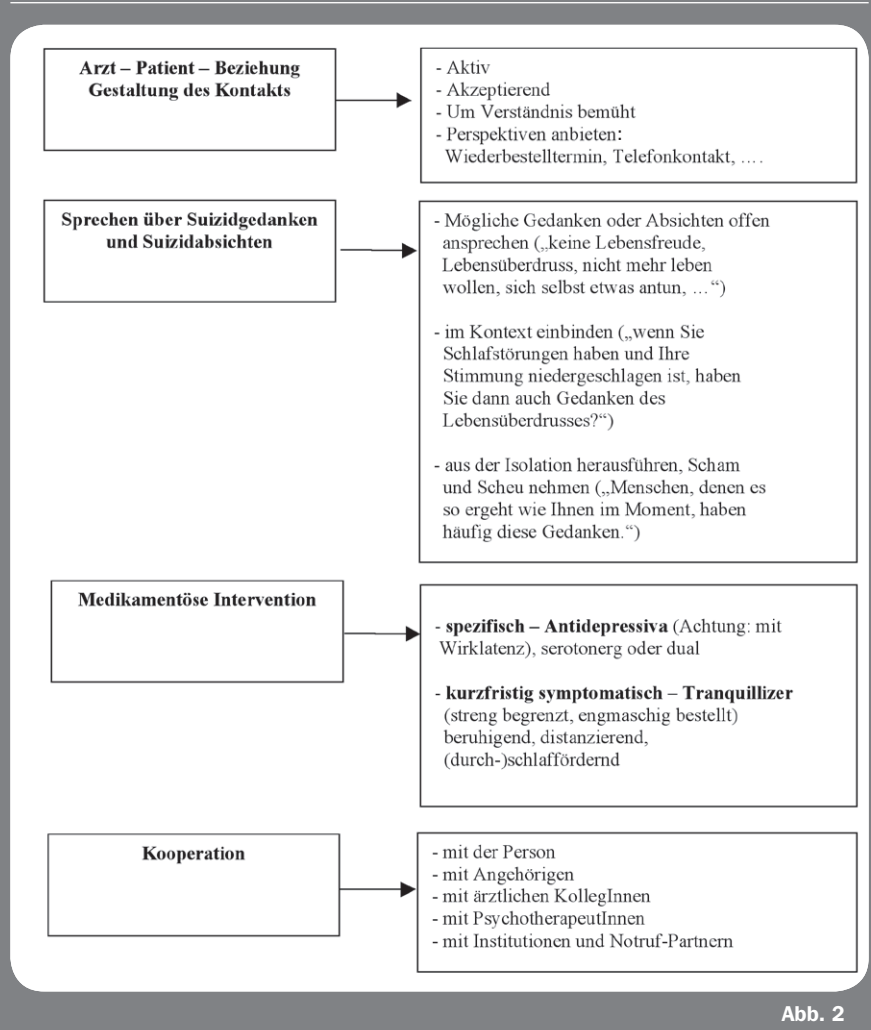 Arzt – Patient – Beziehung
Gestaltung des Kontakts
- Aktiv
- Akzeptierend
- Um Verständnis bemüht
- Perspektiven anbieten:
Wiederbestelltermin, Telefonkontakt, ….
Sprechen über Suizidgedanken
und Suizidabsichten
- Mögliche Gedanken oder Absichten offen
ansprechen („keine Lebensfreude,
Lebensüberdruss, nicht mehr leben
wollen, sich selbst etwas antun, …“)
- im Kontext einbinden („wenn Sie
Schlafstörungen haben und Ihre
Stimmung niedergeschlagen ist, haben
Sie dann auch Gedanken des
Lebensüberdrusses?“)
- aus der Isolation herausführen, Scham
und Scheu nehmen („Menschen, denen es
so ergeht wie Ihnen im Moment, haben
häufig diese Gedanken.“)
Medikamentöse Intervention
- spezifisch – Antidepressiva (Achtung: mit
Wirklatenz), serotonerg oder dual
- kurzfristig symptomatisch – Tranquillizer
(streng begrenzt, engmaschig bestellt)
beruhigend, distanzierend,
(durch-)schlaffördernd
Kooperation
- mit der Person
- mit Angehörigen
- mit ärztlichen KollegInnen
- mit PsychotherapeutInnen
- mit Institutionen und Notruf-Partnern
Abb. 2